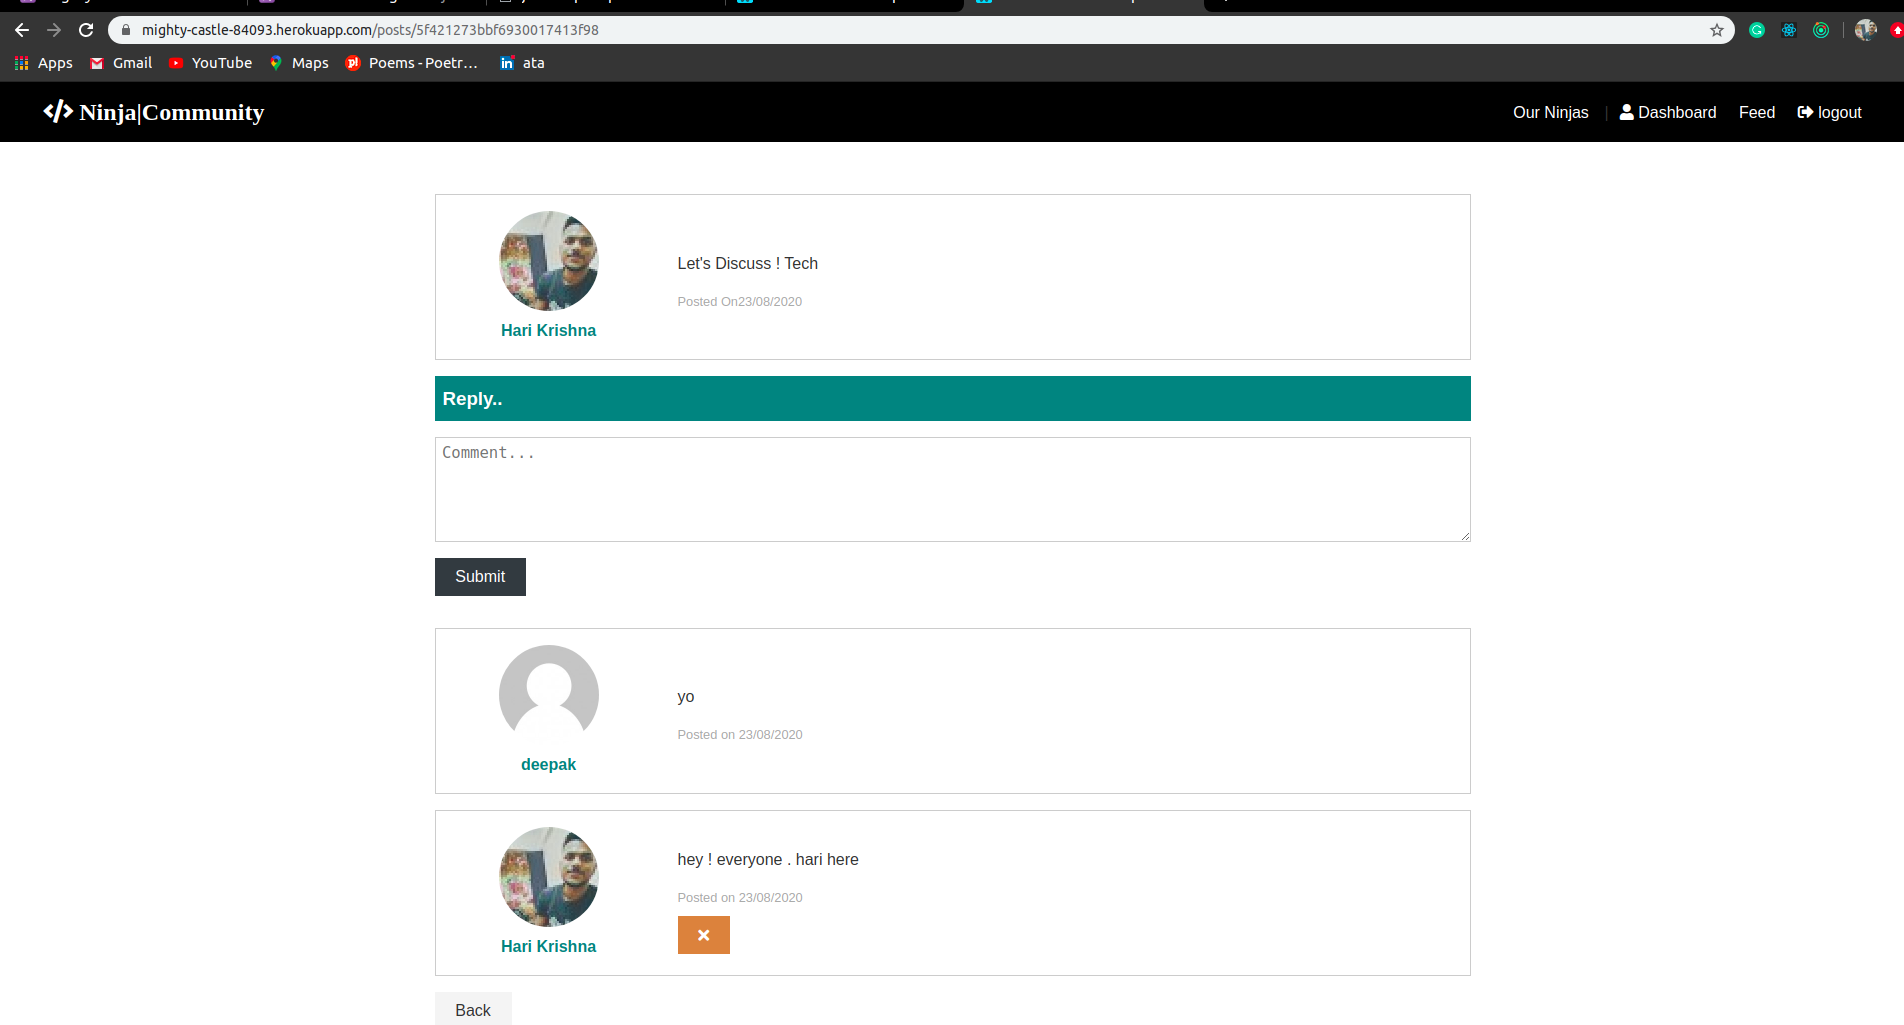 mighty-castle-84093.herokuapp.com/posts/5f421273bbf6930017413f98
Apps Gmail YouTube Maps Poems - Poetr... ata
Ninja|Community Our Ninjas | Dashboard Feed logout
Let's Discuss ! Tech
Posted On23/08/2020
Hari Krishna
Reply..
Comment...
Submit
yo
Posted on 23/08/2020
deepak
hey ! everyone . hari here
Posted on 23/08/2020
Hari Krishna
Back